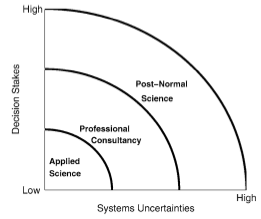 High
Decision Stakes
Post-Normal
Science
Professional
Consultancy
Applied
Science
Low
High
Systems Uncertainties